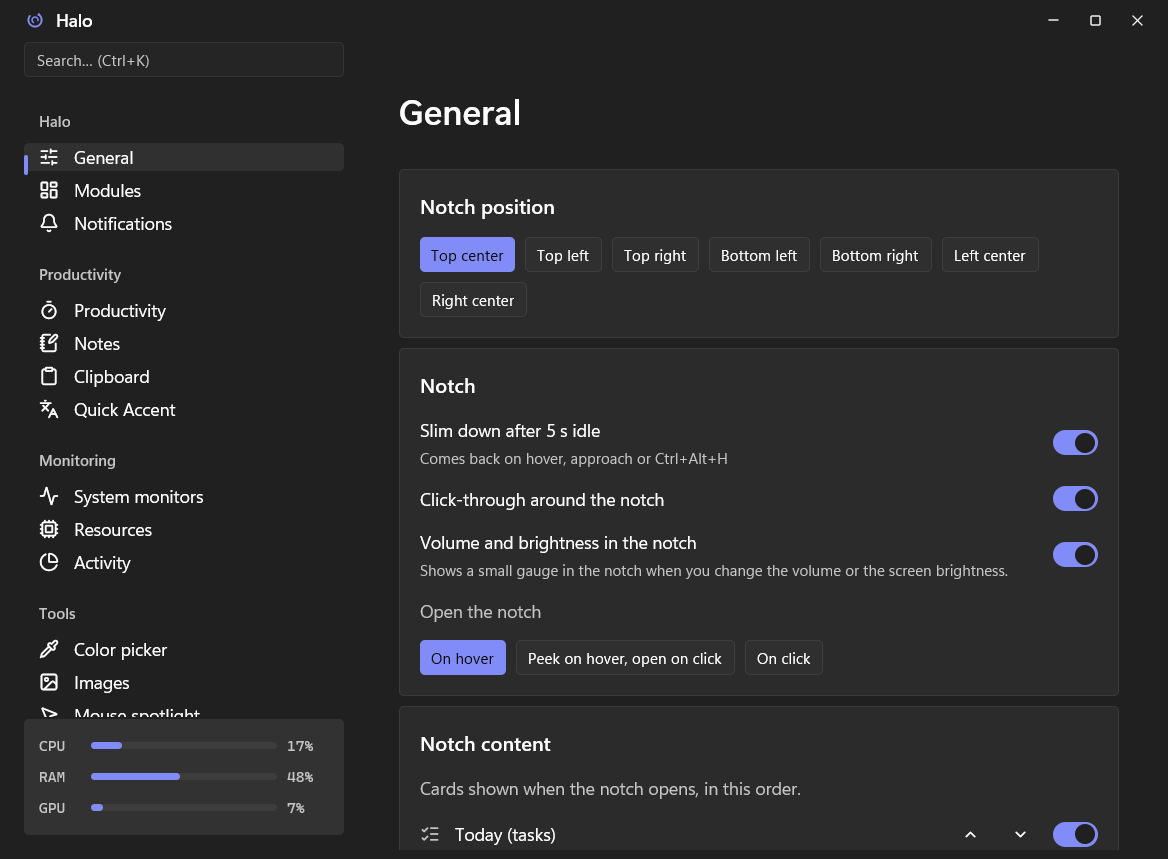 Halo
Search... (Ctrl+K)
Halo
General
Modules
Notifications
Productivity
Productivity
Notes
Clipboard
Quick Accent
Monitoring
System monitors
Resources
Activity
Tools
Color picker
Images
Mouse spotlight
CPU 17%
RAM 48%
GPU 7%
General
Notch position
Top center Top left Top right Bottom left Bottom right Left center
Right center
Notch
Slim down after 5 s idle
Comes back on hover, approach or Ctrl+Alt+H
Click-through around the notch
Volume and brightness in the notch
Shows a small gauge in the notch when you change the volume or the screen brightness.
Open the notch
On hover Peek on hover, open on click On click
Notch content
Cards shown when the notch opens, in this order.
Today (tasks)